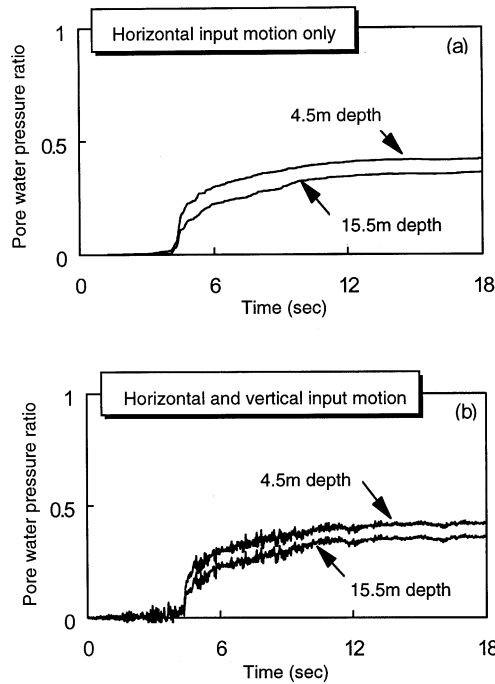 Horizontal input motion only
(a)
1
0.5
0
Pore water pressure ratio
4.5m depth
15.5m depth
0 6 12 18
Time (sec)
Horizontal and vertical input motion
(b)
1
0.5
0
Pore water pressure ratio
4.5m depth
15.5m depth
0 6 12 18
Time (sec)